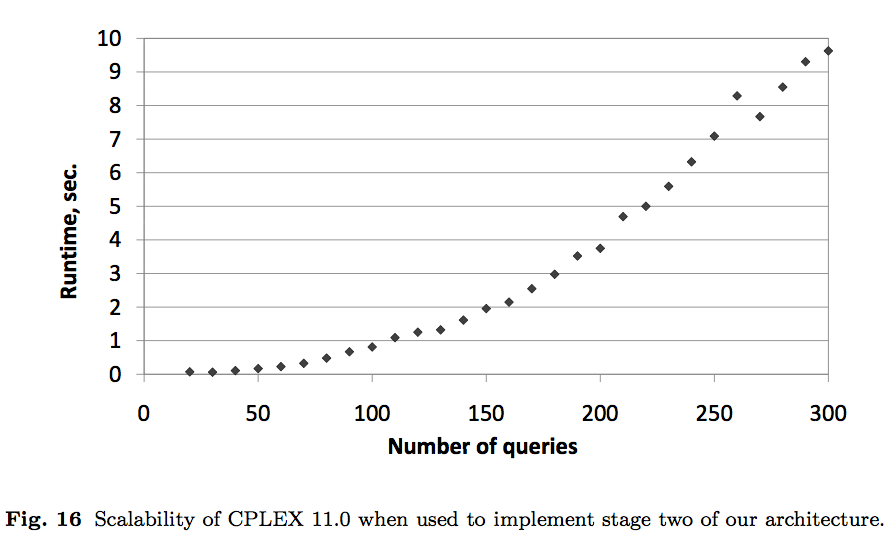 10
9
8
7
6
5
4
3
2
1
0
Runtime, sec.
0 50 100 150 200 250 300
Number of queries
Fig. 16 Scalability of CPLEX 11.0 when used to implement stage two of our architecture.